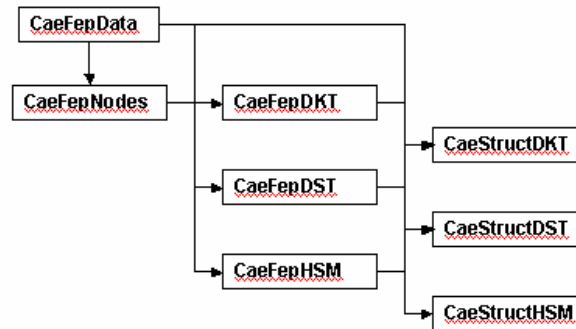 CaeFepData
CaeFepNodes
CaeFepDKT
CaeStructDKT
CaeFepDST
CaeStructDST
CaeFepHSM
CaeStructHSM